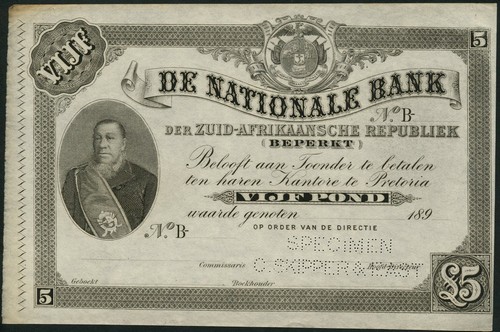 VIJF
5
DE NATIONALE BANK
No B-
DER ZUID-AFRIKAANSCHE REPUBLIEK
(BEPERKT)
Belooft aan Toonder te betalen
ten haren Kantore te Pretoria
VIJF POND
waarde genoten 189
No B-
OP ORDER VAN DE DIRECTIE
SPECIMEN
Commissaris
C. SKIPPER & EAST
Geboekt
Boekhouder
5
£5